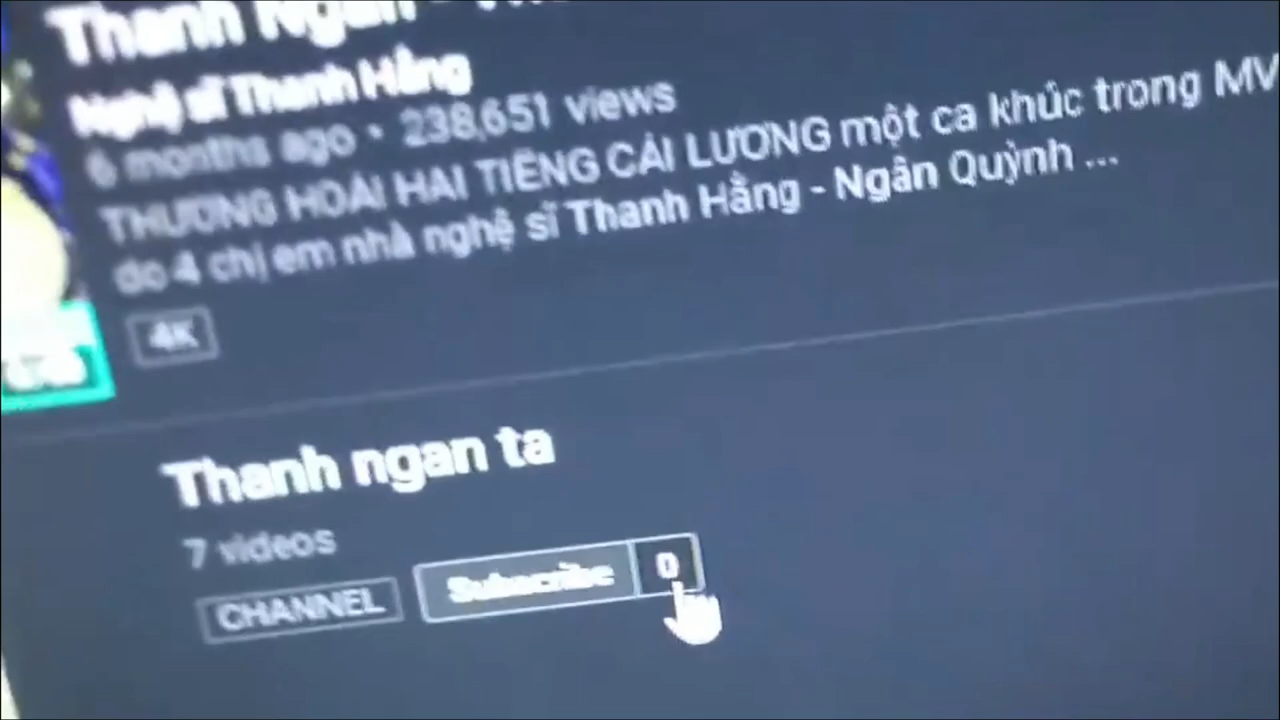 Thanh Ngan -
Nghệ sĩ Thanh Hằng
6 months ago • 238,651 views
THƯƠNG HOÀI HAI TIẾNG CẢI LƯƠNG một ca khúc trong MV
do 4 chị em nhà nghệ sĩ Thanh Hằng - Ngân Quỳnh ...
4K
Thanh ngan ta
7 videos
CHANNEL
Subscribe 0